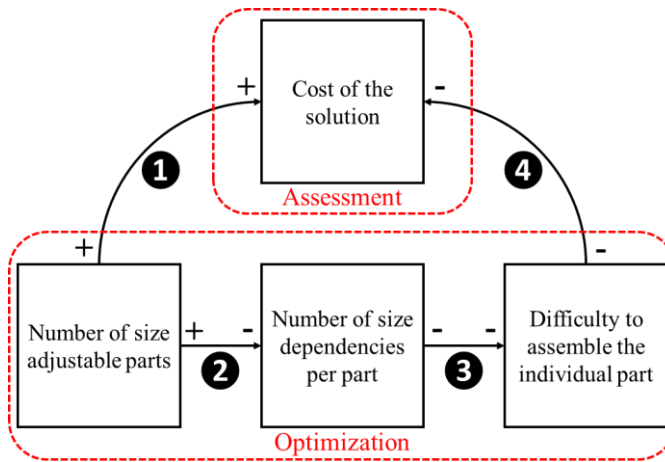 + Cost of the -
solution
1 4
Assessment
+ -
Number of size
adjustable parts
+ -
2
Number of size
dependencies
per part
- -
3
Difficulty to
assemble the
individual part
Optimization